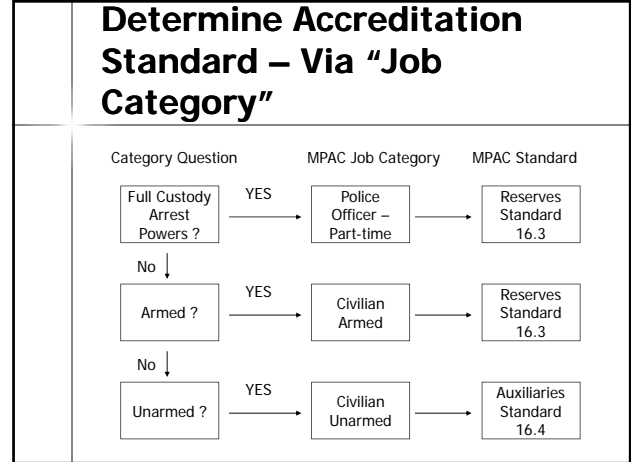 Determine Accreditation
Standard – Via “Job
Category”
Category Question
MPAC Job Category
MPAC Standard
Full Custody
Arrest
Powers ?
YES
Police
Officer –
Part-time
Reserves
Standard
16.3
No
Armed ?
YES
Civilian
Armed
Reserves
Standard
16.3
No
Unarmed ?
YES
Civilian
Unarmed
Auxiliaries
Standard
16.4